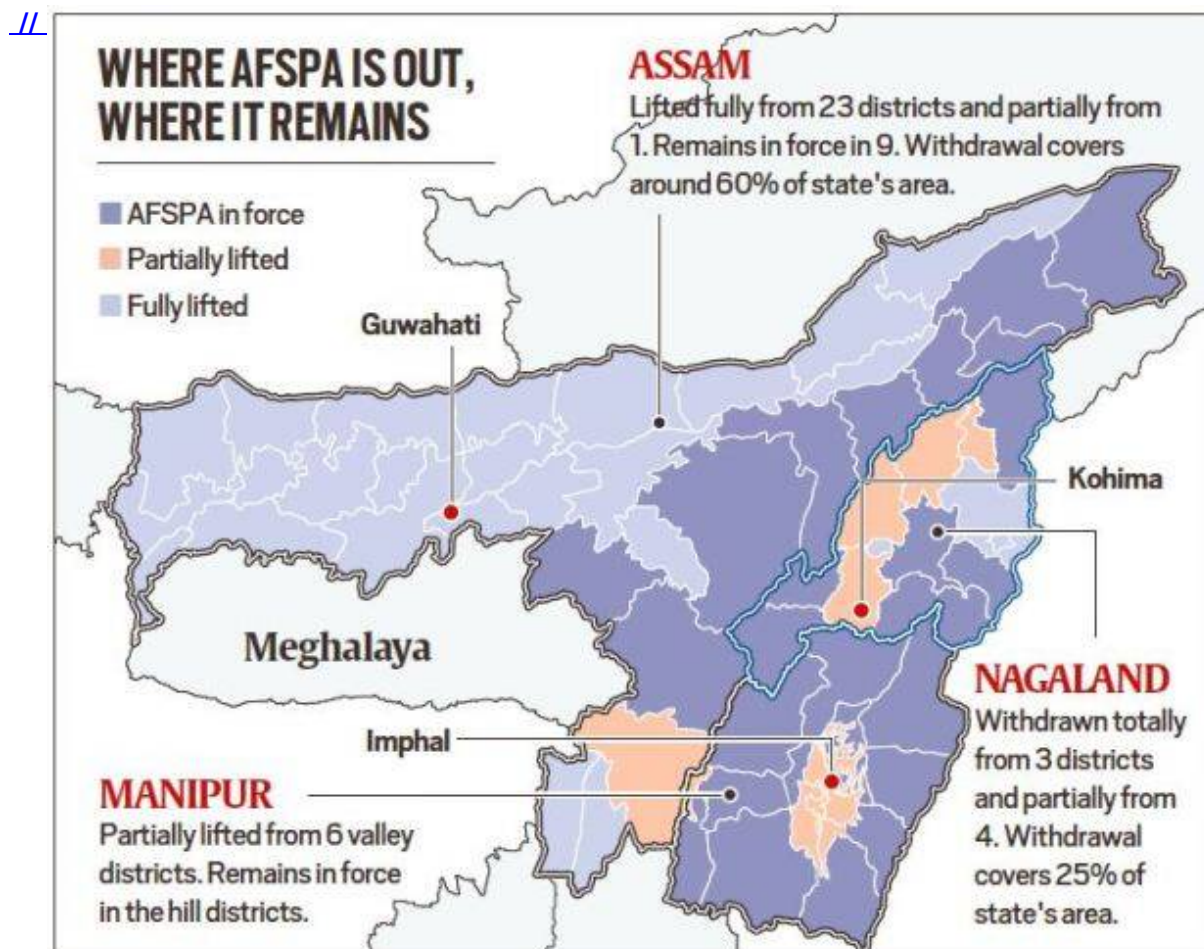 //
WHERE AFSPA IS OUT,
WHERE IT REMAINS
AFSPA in force
Partially lifted
Fully lifted
ASSAM
Lifted fully from 23 districts and partially from
1. Remains in force in 9. Withdrawal covers
around 60% of state's area.
Guwahati
Kohima
Meghalaya
Imphal
MANIPUR
Partially lifted from 6 valley
districts. Remains in force
in the hill districts.
NAGALAND
Withdrawn totally
from 3 districts
and partially from
4. Withdrawal
covers 25% of
state's area.